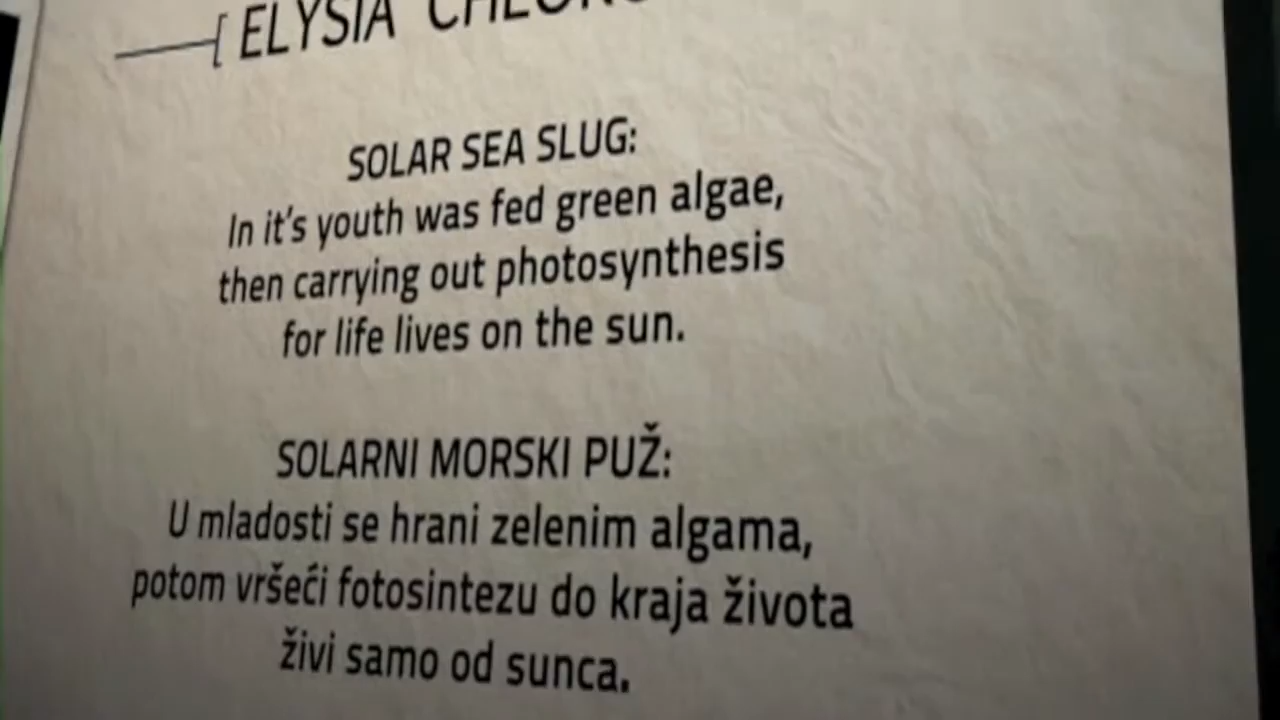 [ ELYSIA
SOLAR SEA SLUG:
In it's youth was fed green algae,
then carrying out photosynthesis
for life lives on the sun.
SOLARNI MORSKI PUŽ:
U mladosti se hrani zelenim algama,
potom vršeći fotosintezu do kraja života
živi samo od sunca.